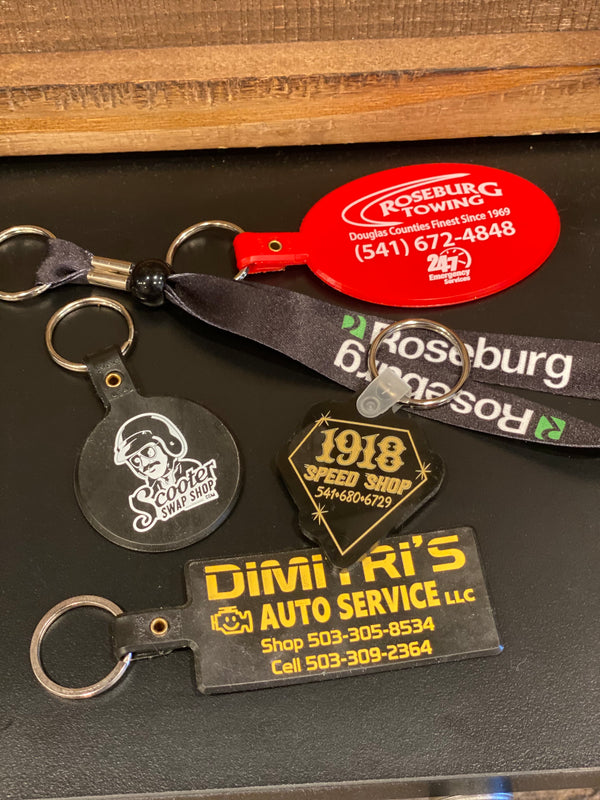 ROSEBURG
TOWING
Douglas Counties Finest Since 1969
(541) 672-4848
24/7
Emergency
Services
Roseburg
Roseburg
Scooter
SWAP SHOP
.COM
1918
SPEED SHOP
541•680•6729
DiMiTRi'S
AUTO SERVICE LLC
Shop 503-305-8534
Cell 503-309-2364